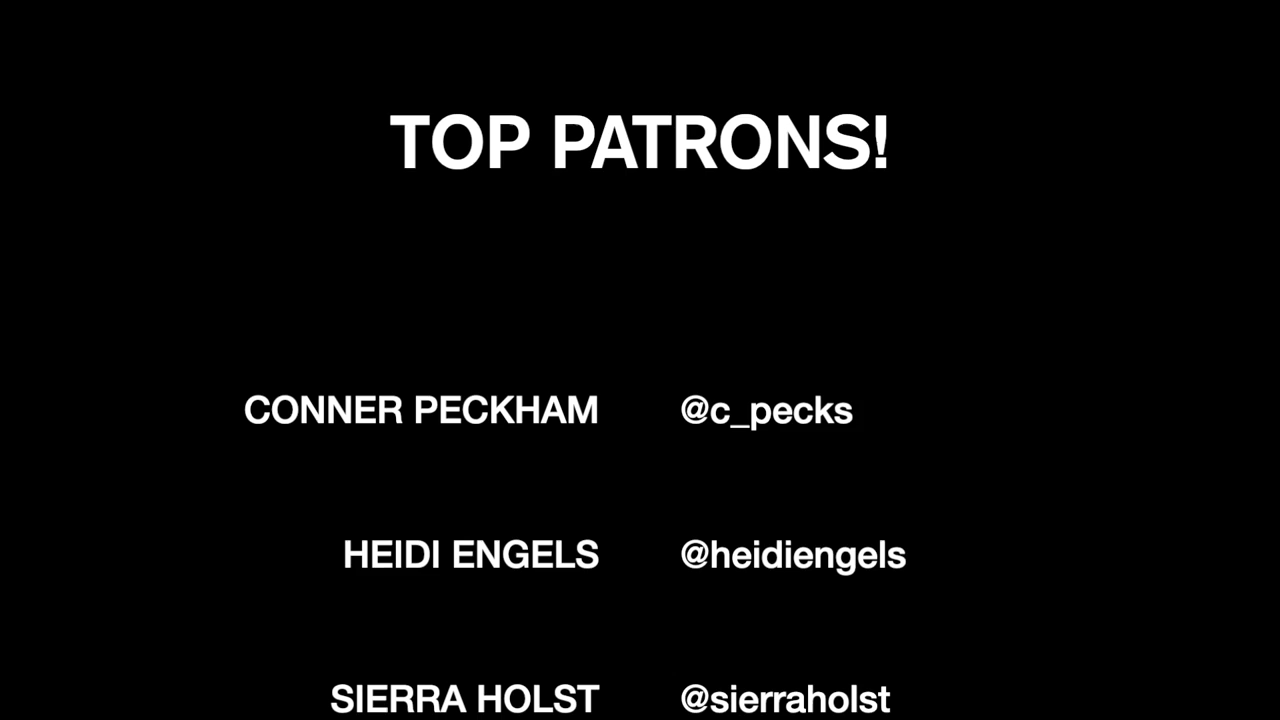 TOP PATRONS!
CONNER PECKHAM @c_pecks
HEIDI ENGELS @heidiengels
SIERRA HOLST @sierraholst